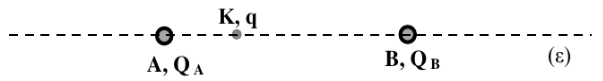 K, q
A, Q A
B, Q B
(ε)